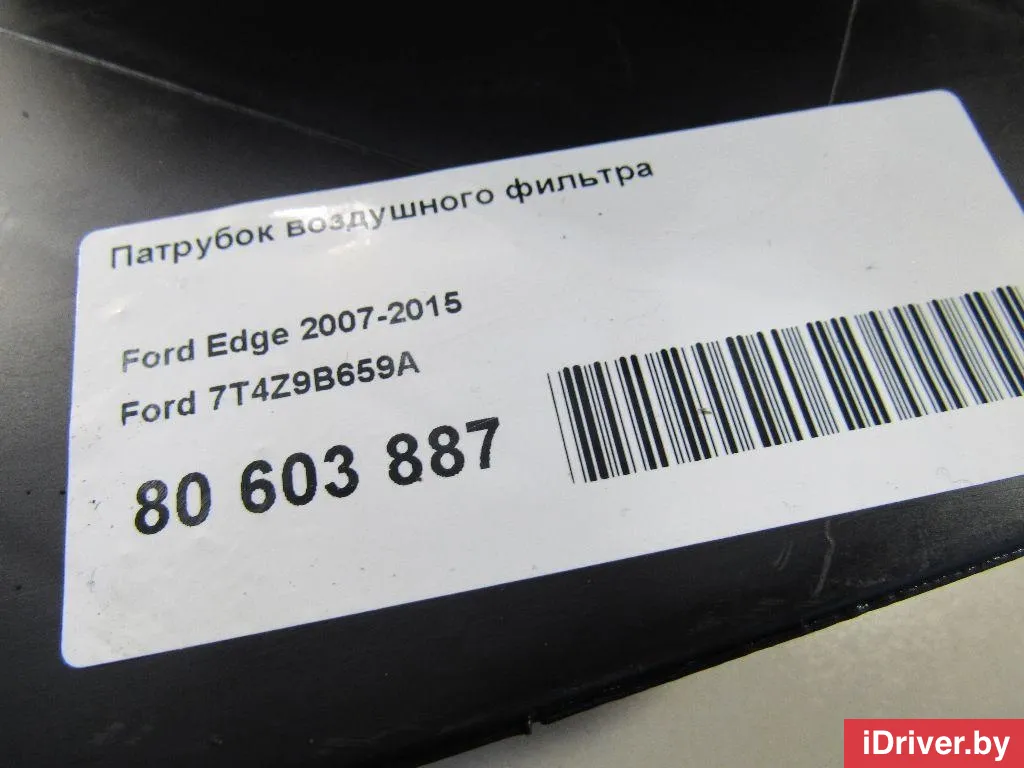 Патрубок воздушного фильтра
Ford Edge 2007-2015
Ford 7T4Z9B659A
80 603 887
iDriver.by